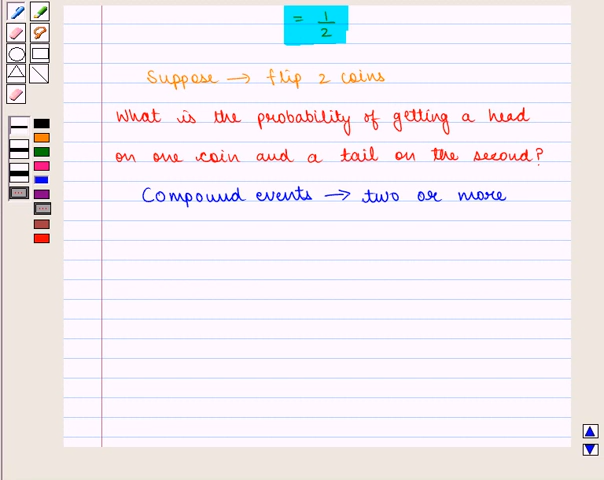 = 1/2
Suppose → flip 2 coins
What is the probability of getting a head
on one coin and a tail on the second?
Compound events → two or more